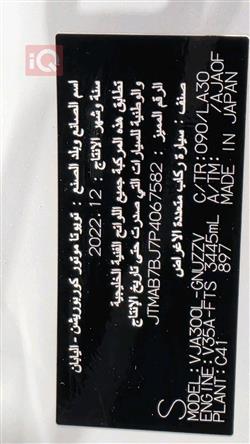 iQ
اسم الصانع وبلد الصنع : تويوتا موتور كوربوريشن - اليابان
سنة وشهر الإنتاج : 2022.12
تطابق هذه المركبة جميع اللوائح الفنية الخليجية
والوطنية للسيارات التي صدرت حتى تاريخ الإنتاج
الرقم المميز : JTMAB7BJ7P4067582
صنف : سيارة ركاب متعددة الأغراض
S
MODEL: VJA300L-GNUZZV C/TR: 090/LA30
ENGINE: V35A-FTS 3445mL A/TM: /AJA0F
PLANT: C41 897 MADE IN JAPAN